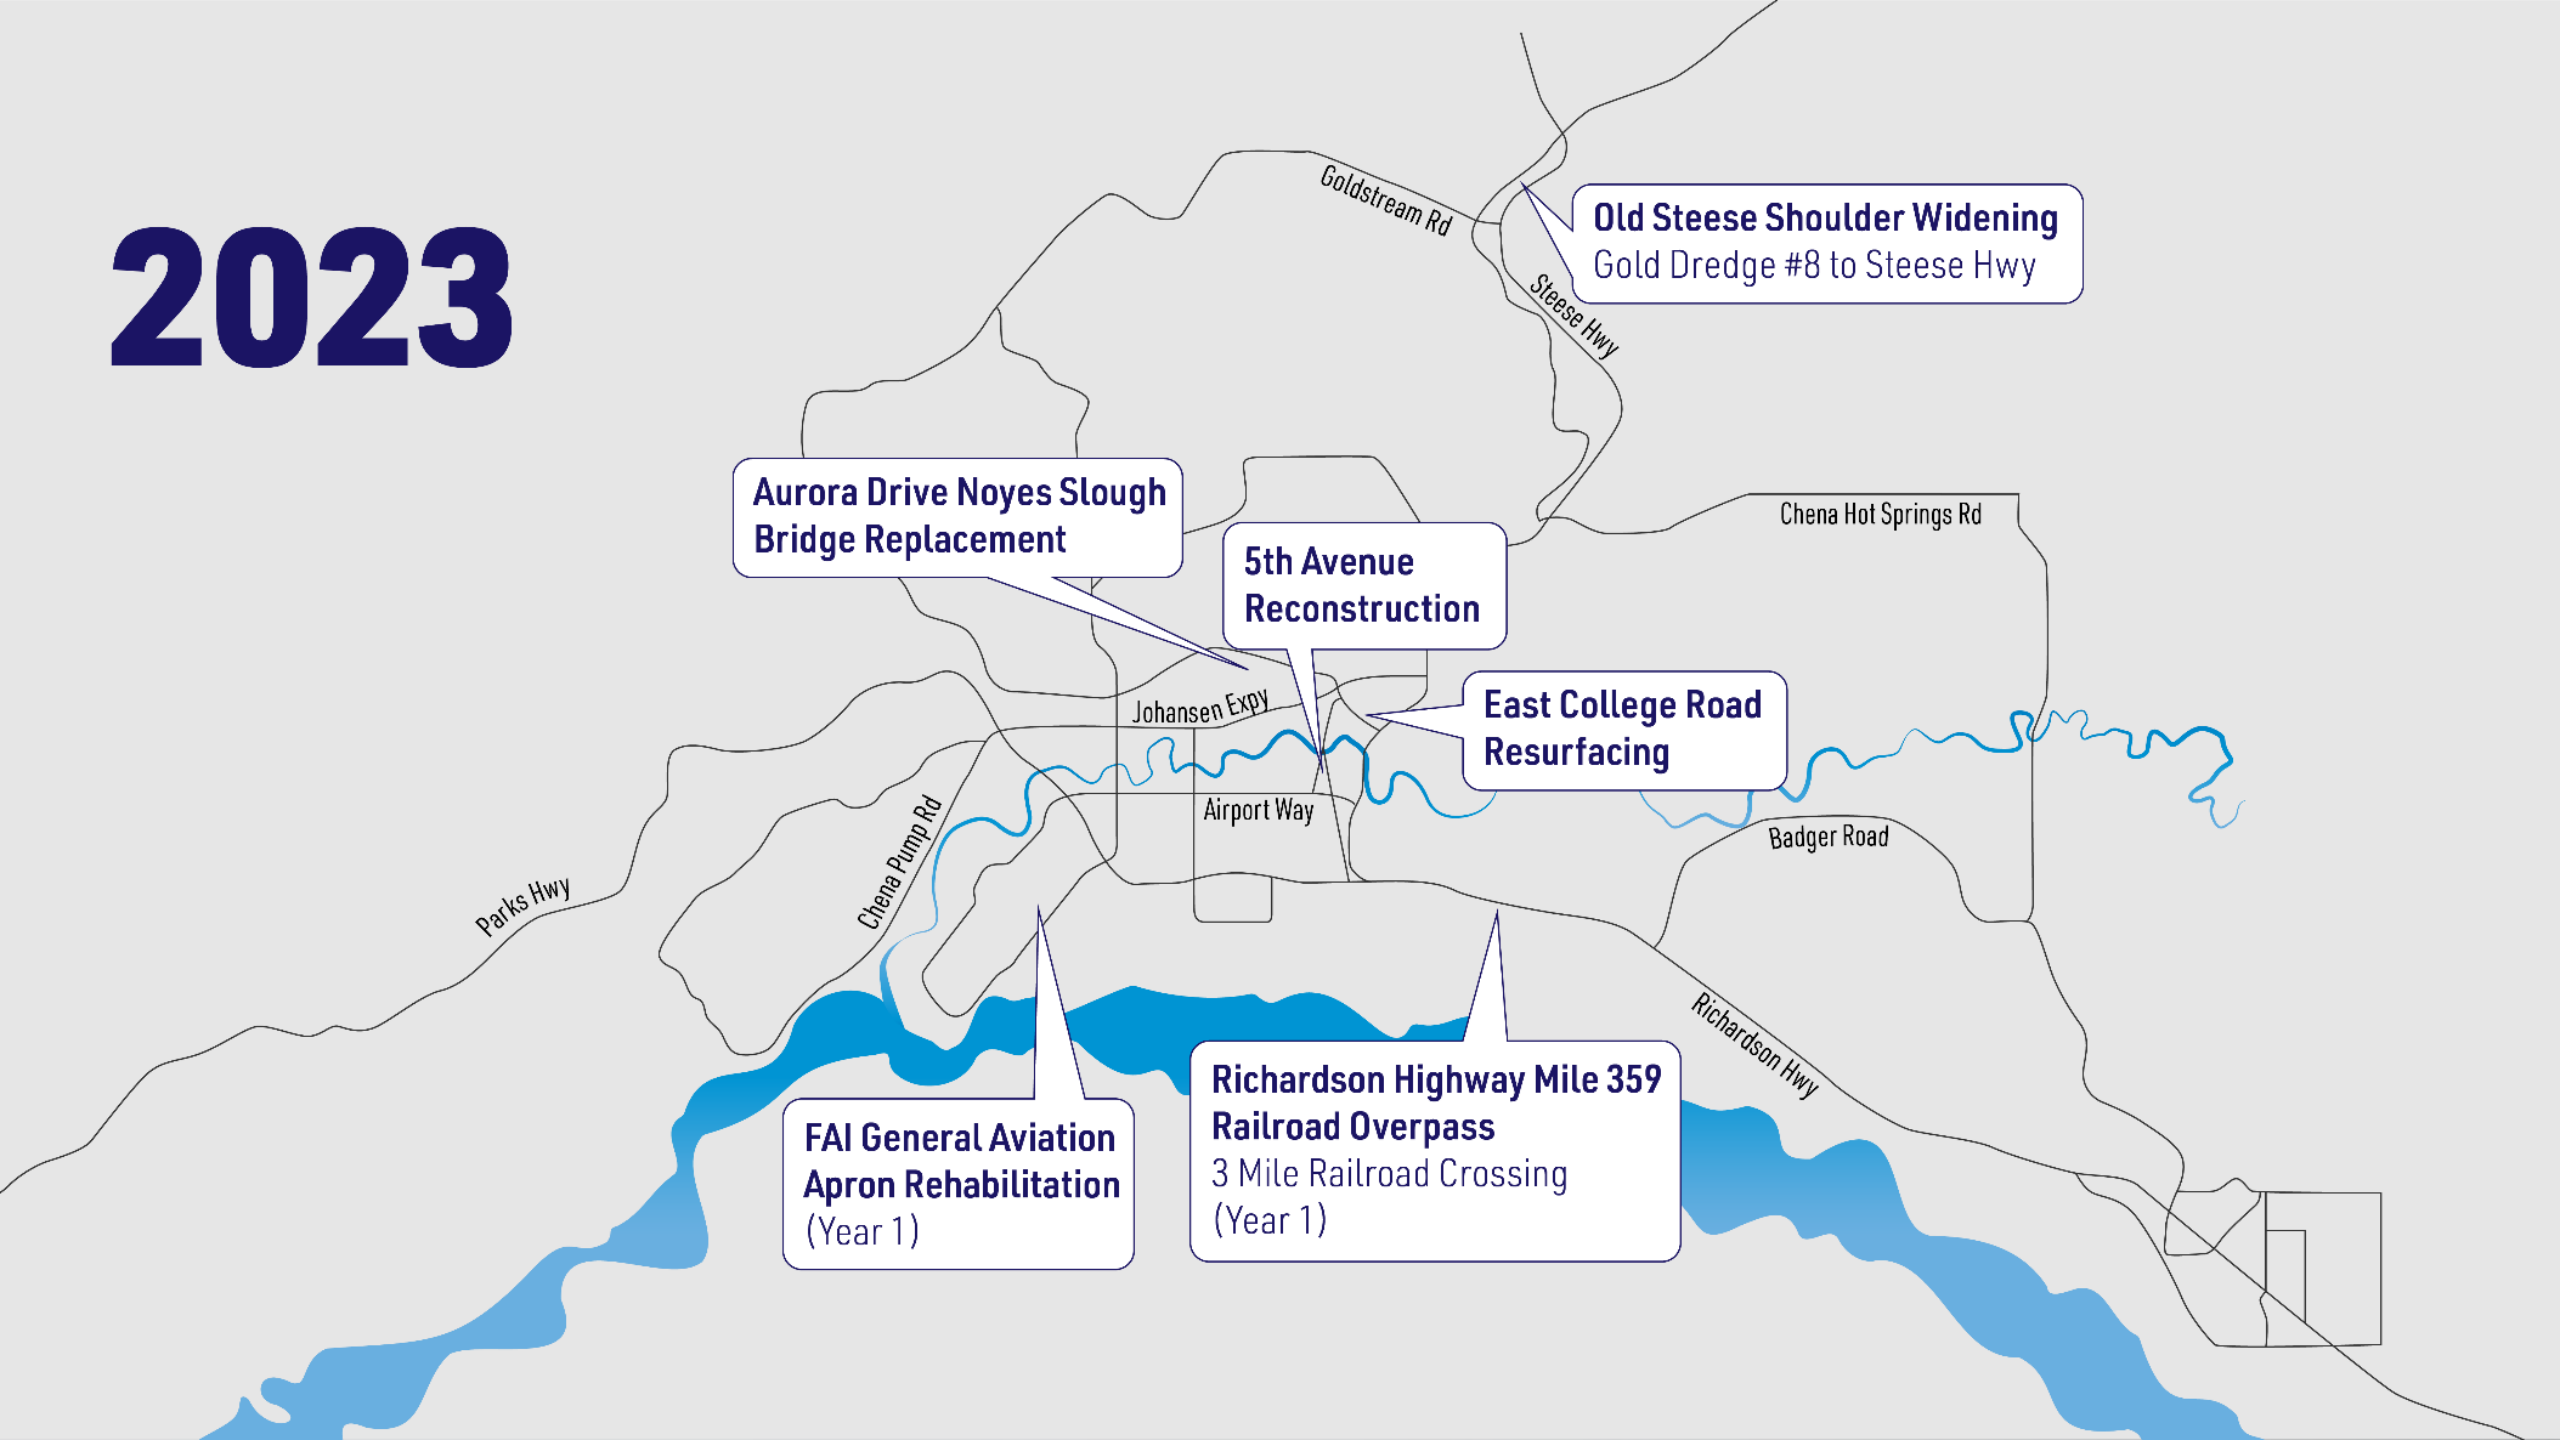 2023
Goldstream Rd
Old Steese Shoulder Widening
Gold Dredge #8 to Steese Hwy
Steese Hwy
Aurora Drive Noyes Slough
Bridge Replacement
Chena Hot Springs Rd
5th Avenue
Reconstruction
Johansen Expy
East College Road
Resurfacing
Airport Way
Badger Road
Chena Pump Rd
Parks Hwy
Richardson Hwy
FAI General Aviation
Apron Rehabilitation
(Year 1)
Richardson Highway Mile 359
Railroad Overpass
3 Mile Railroad Crossing
(Year 1)